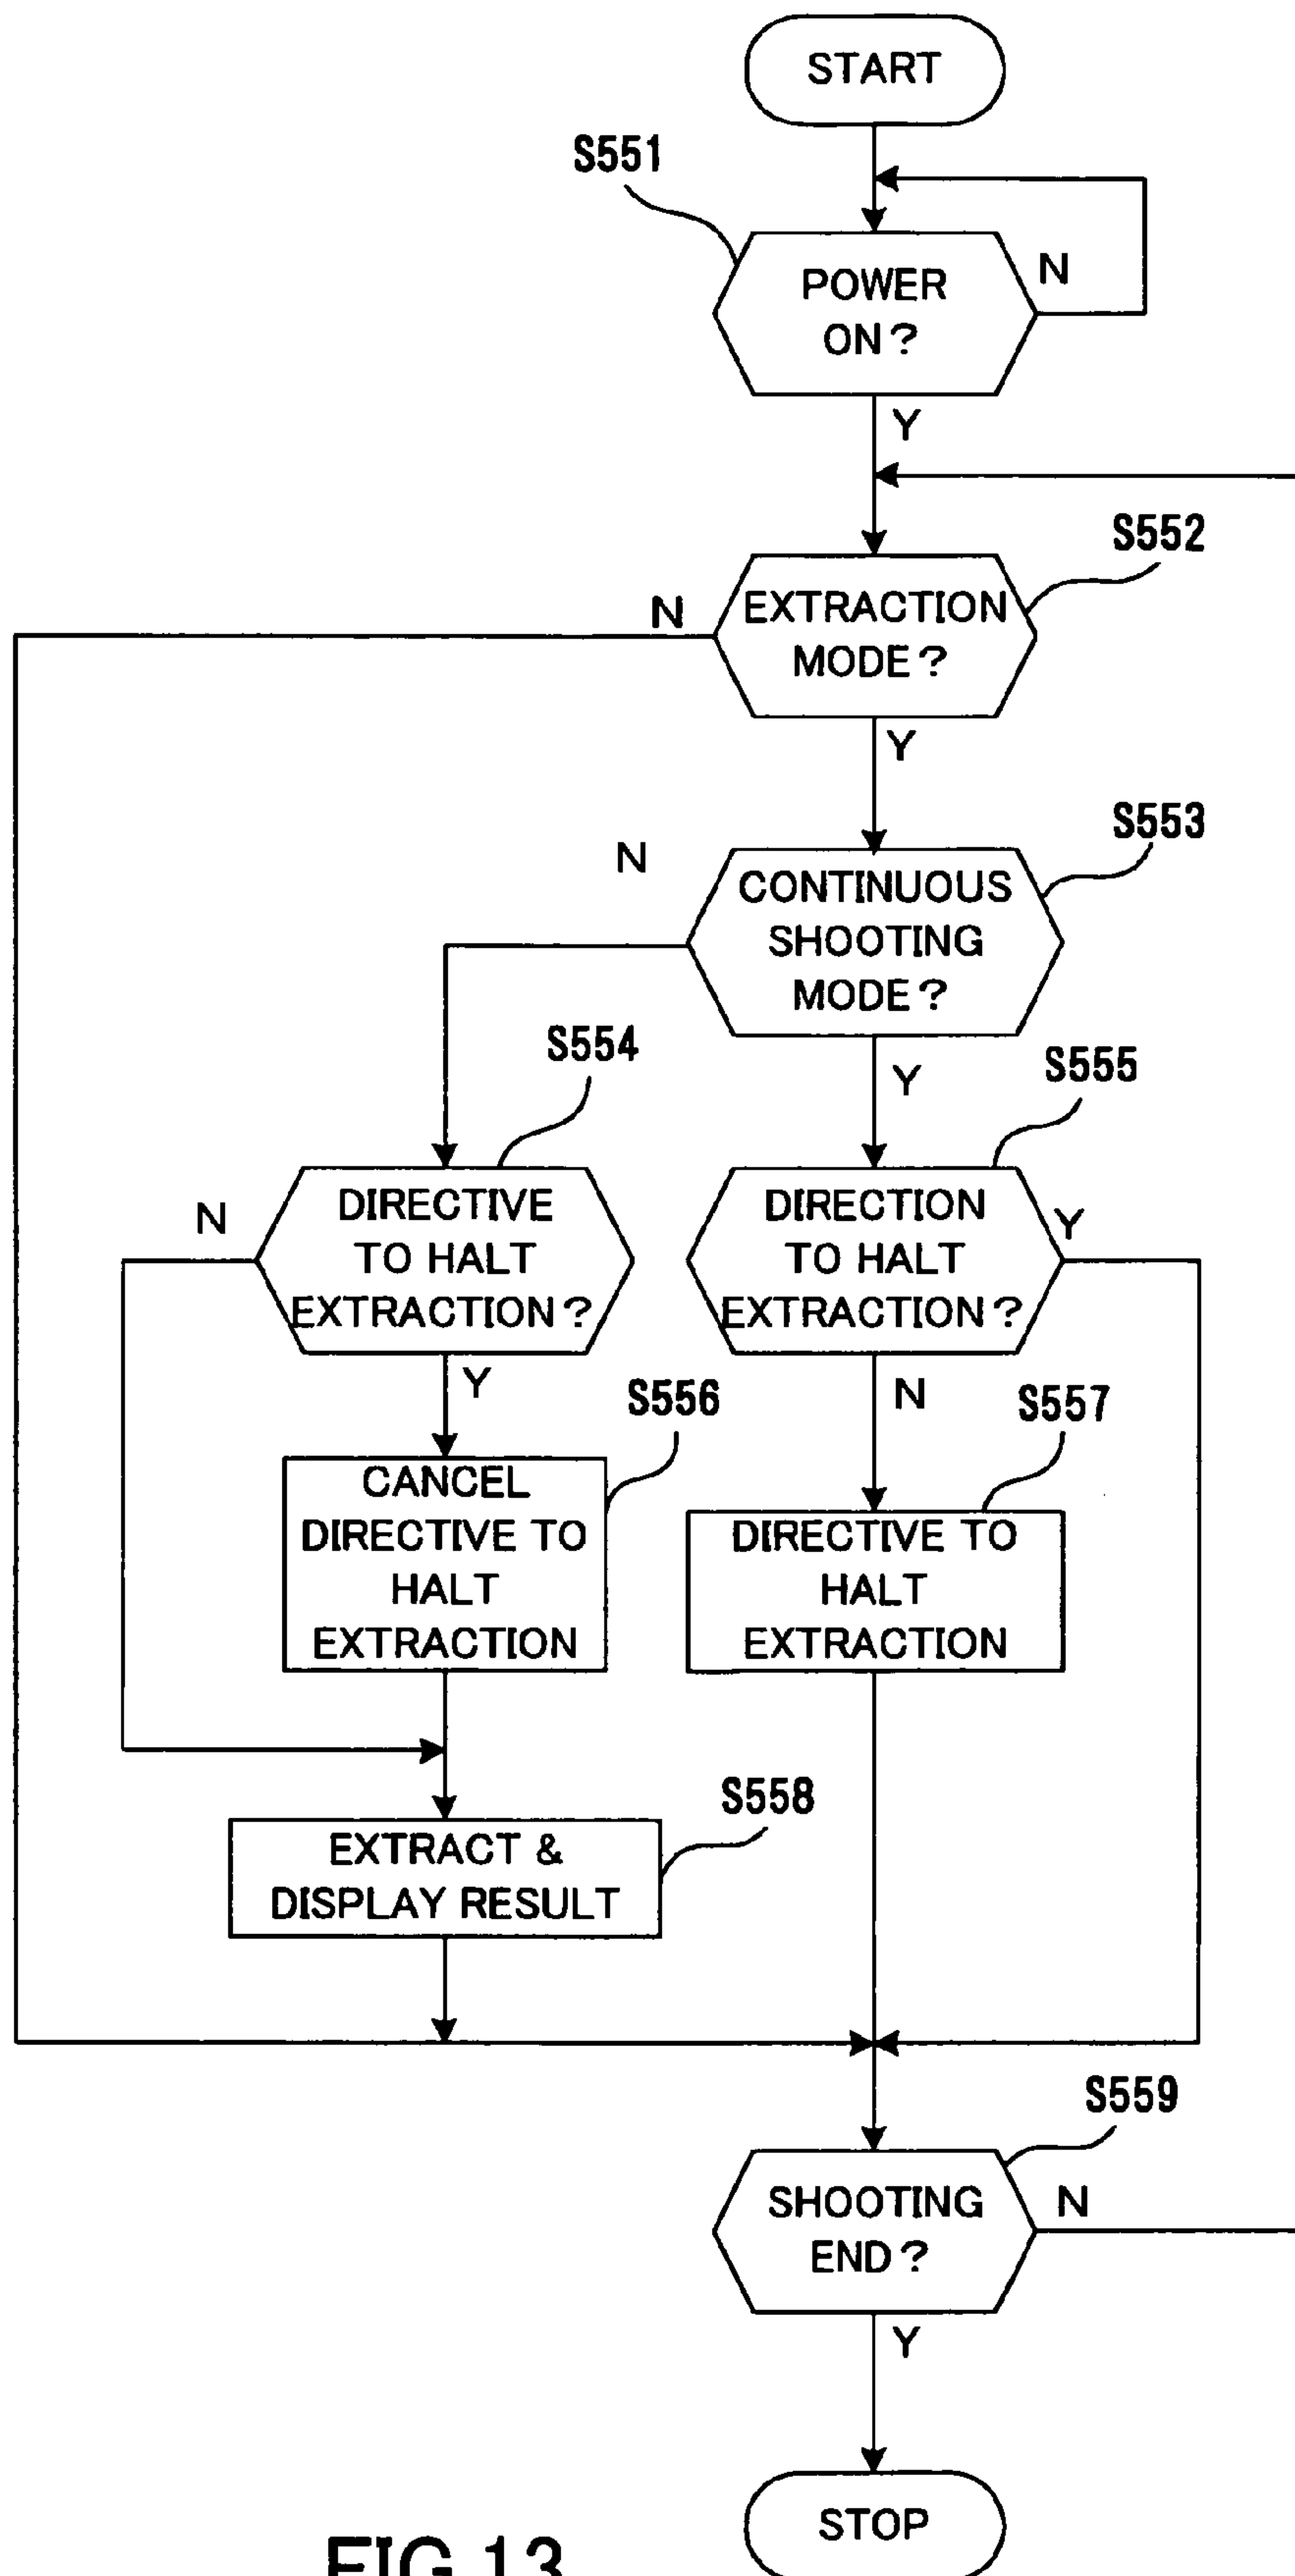 START
S551
POWER
ON?
N
Y
S552
N
EXTRACTION
MODE?
Y
S553
N
CONTINUOUS
SHOOTING
MODE?
S554
Y
S555
N
DIRECTIVE
TO HALT
EXTRACTION?
DIRECTION
TO HALT
EXTRACTION?
Y
Y
S556
N
S557
CANCEL
DIRECTIVE TO
HALT
EXTRACTION
DIRECTIVE TO
HALT
EXTRACTION
S558
EXTRACT &
DISPLAY RESULT
S559
SHOOTING
END?
N
Y
STOP
FIG.13